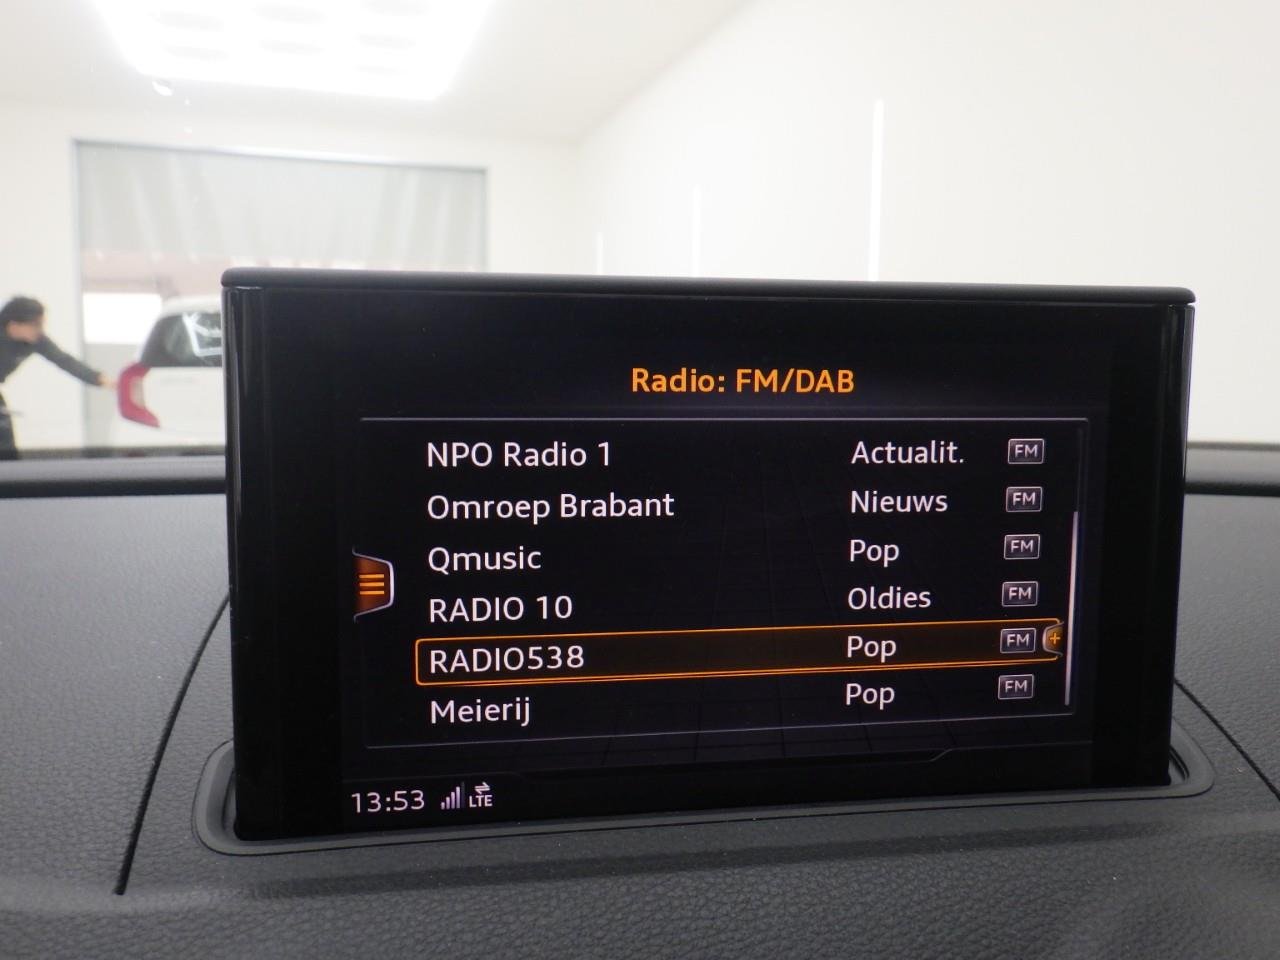 Radio: FM/DAB
NPO Radio 1 Actualit. FM
Omroep Brabant Nieuws FM
Qmusic Pop FM
RADIO 10 Oldies FM
RADIO538 Pop FM +
Meierij Pop FM
13:53 LTE